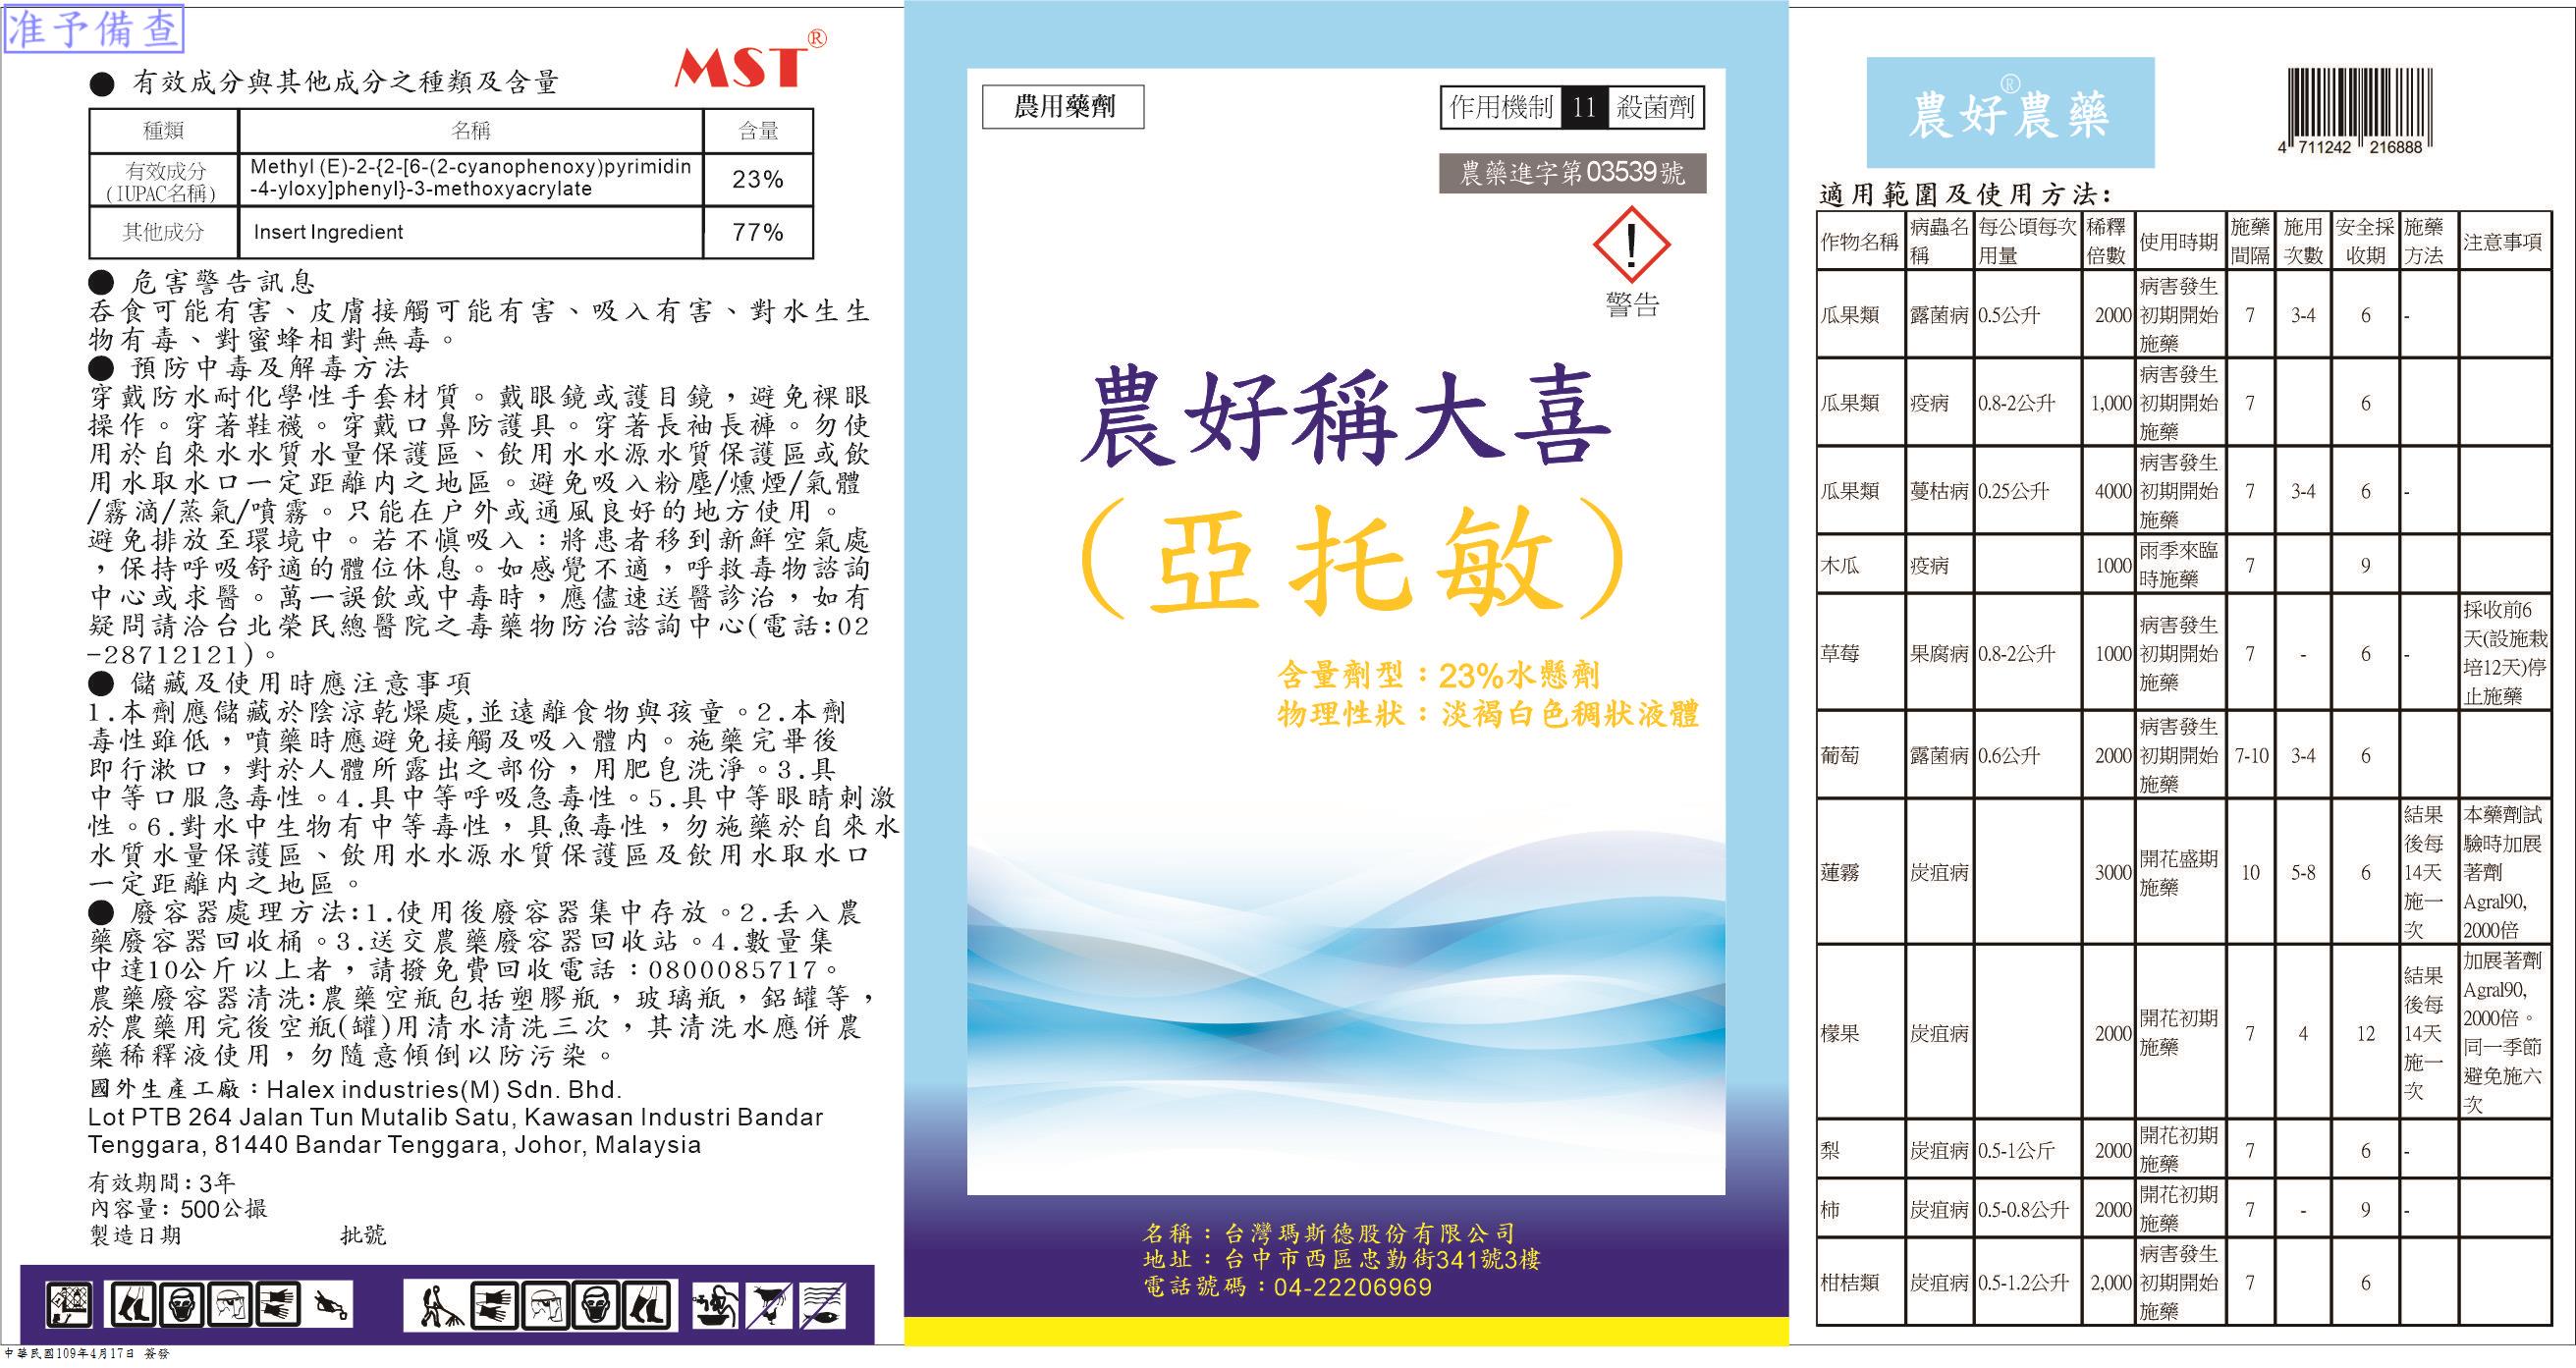 准予備查
MST®
● 有效成分與其他成分之種類及含量
種類 名稱 含量
有效成分
(IUPAC名稱)
Methyl (E)-2-{2-[6-(2-cyanophenoxy)pyrimidin
-4-yloxy]phenyl}-3-methoxyacrylate
23%
其他成分 Insert Ingredient 77%
● 危害警告訊息
吞食可能有害、皮膚接觸可能有害、吸入有害、對水生生
物有毒、對蜜蜂相對無毒。
● 預防中毒及解毒方法
穿戴防水耐化學性手套材質。戴眼鏡或護目鏡，避免裸眼
操作。穿著鞋襪。穿戴口鼻防護具。穿著長袖長褲。勿使
用於自來水水質水量保護區、飲用水水源水質保護區或飲
用水取水口一定距離內之地區。避免吸入粉塵/燻煙/氣體
/霧滴/蒸氣/噴霧。只能在戶外或通風良好的地方使用。
避免排放至環境中。若不慎吸入：將患者移到新鮮空氣處
，保持呼吸舒適的體位休息。如感覺不適，呼救毒物諮詢
中心或求醫。萬一誤飲或中毒時，應儘速送醫診治，如有
疑問請洽台北榮民總醫院之毒藥物防治諮詢中心(電話:02
-28712121)。
● 儲藏及使用時應注意事項
1.本劑應儲藏於陰涼乾燥處,並遠離食物與孩童。2.本劑
毒性雖低，噴藥時應避免接觸及吸入體內。施藥完畢後
即行漱口，對於人體所露出之部份，用肥皂洗淨。3.具
中等口服急毒性。4.具中等呼吸急毒性。5.具中等眼睛刺激
性。6.對水中生物有中等毒性，具魚毒性，勿施藥於自來水
水質水量保護區、飲用水水源水質保護區及飲用水取水口
一定距離內之地區。
● 廢容器處理方法:1.使用後廢容器集中存放。2.丟入農
藥廢容器回收桶。3.送交農藥廢容器回收站。4.數量集
中達10公斤以上者，請撥免費回收電話：0800085717。
農藥廢容器清洗:農藥空瓶包括塑膠瓶，玻璃瓶，鋁罐等，
於農藥用完後空瓶(罐)用清水清洗三次，其清洗水應併農
藥稀釋液使用，勿隨意傾倒以防污染。
國外生產工廠：Halex industries(M) Sdn. Bhd.
Lot PTB 264 Jalan Tun Mutalib Satu, Kawasan Industri Bandar
Tenggara, 81440 Bandar Tenggara, Johor, Malaysia
有效期間: 3年
內容量: 500公撮
製造日期 批號
中華民國109年4月17日 簽發
農用藥劑
作用機制 11 殺菌劑
農藥進字第03539號
警告
農好稱大喜
(亞托敏)
含量劑型：23%水懸劑
物理性狀：淡褐白色稠狀液體
名稱：台灣瑪斯德股份有限公司
地址：台中市西區忠勤街341號3樓
電話號碼：04-22206969
農好®農藥
4 711242 216888
適用範圍及使用方法:
作物名稱 病蟲名稱 每公頃每次用量 稀釋倍數 使用時期 施藥間隔 施用次數 安全採收期 施藥方法 注意事項
瓜果類 露菌病 0.5公升 2000 病害發生初期開始施藥 7 3-4 6 -
瓜果類 疫病 0.8-2公升 1,000 病害發生初期開始施藥 7 6
瓜果類 蔓枯病 0.25公升 4000 病害發生初期開始施藥 7 3-4 6 -
木瓜 疫病 1000 雨季來臨時施藥 7 9
草莓 果腐病 0.8-2公升 1000 病害發生初期開始施藥 7 - 6 - 採收前6天(設施栽培12天)停止施藥
葡萄 露菌病 0.6公升 2000 病害發生初期開始施藥 7-10 3-4 6
蓮霧 炭疽病 3000 開花盛期施藥 10 5-8 6 結果後每14天施一次 本藥劑試驗時加展著劑Agral90, 2000倍
檬果 炭疽病 2000 開花初期施藥 7 4 12 結果後每14天施一次 加展著劑Agral90, 2000倍。同一季節避免施六次
梨 炭疽病 0.5-1公斤 2000 開花初期施藥 7 6 -
柿 炭疽病 0.5-0.8公升 2000 開花初期施藥 7 - 9 -
柑桔類 炭疽病 0.5-1.2公升 2,000 病害發生初期開始施藥 7 6